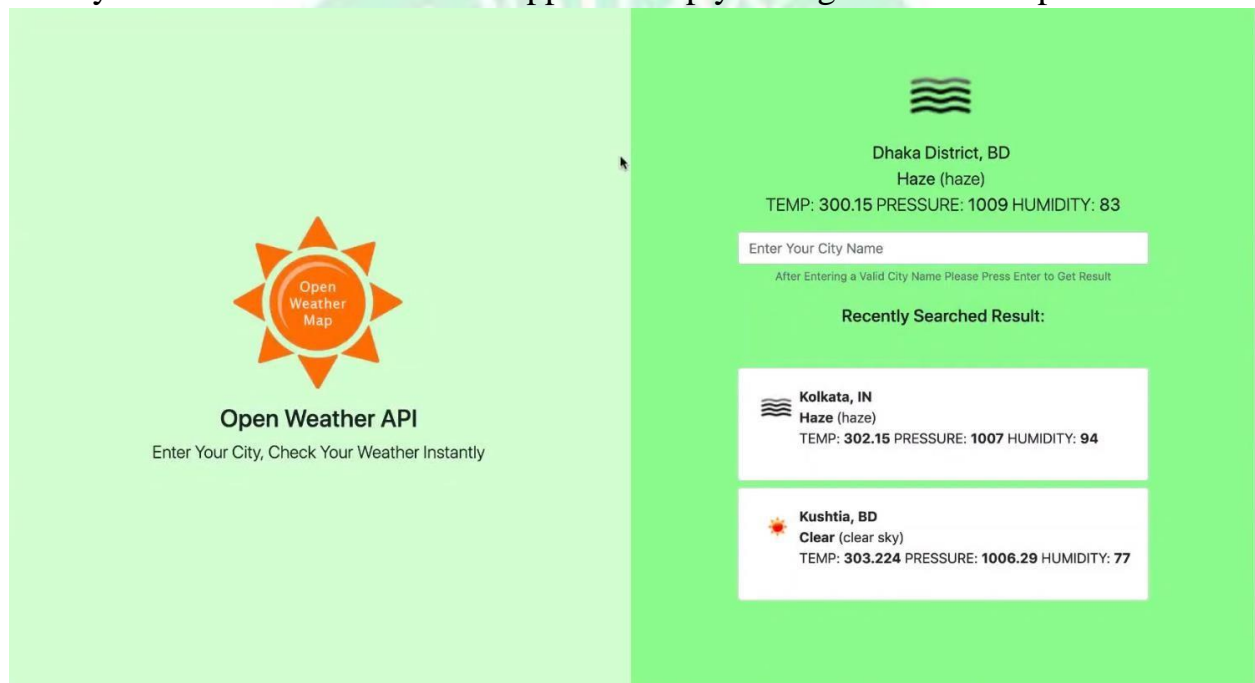 Open
Weather
Map
Open Weather API
Enter Your City, Check Your Weather Instantly
Dhaka District, BD
Haze (haze)
TEMP: 300.15 PRESSURE: 1009 HUMIDITY: 83
Enter Your City Name
After Entering a Valid City Name Please Press Enter to Get Result
Recently Searched Result:
Kolkata, IN
Haze (haze)
TEMP: 302.15 PRESSURE: 1007 HUMIDITY: 94
Kushtia, BD
Clear (clear sky)
TEMP: 303.224 PRESSURE: 1006.29 HUMIDITY: 77